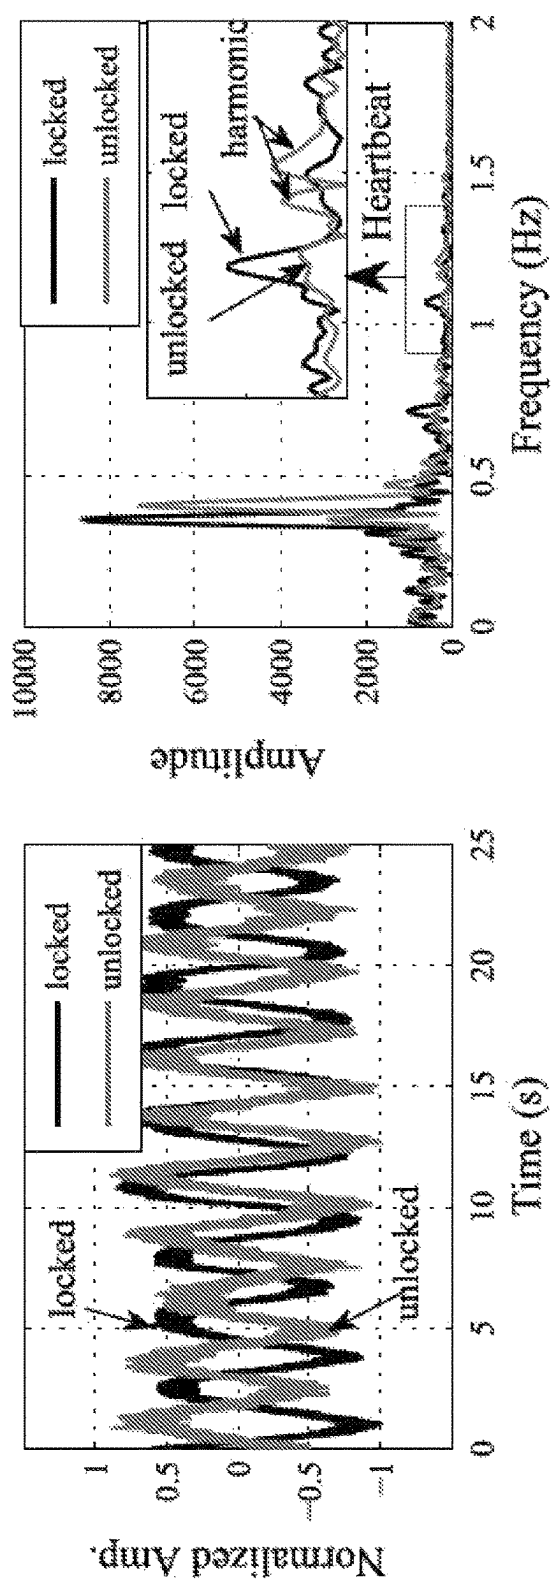 locked
unlocked
10000
8000
6000
4000
2000
0
Amplitude
0
0.5
1
1.5
2
Frequency (Hz)
unlocked
locked
harmonic
Heartbeat
locked
unlocked
locked
unlocked
1
0.5
0
-0.5
-1
Normalized Amp.
0
5
10
15
20
25
Time (s)